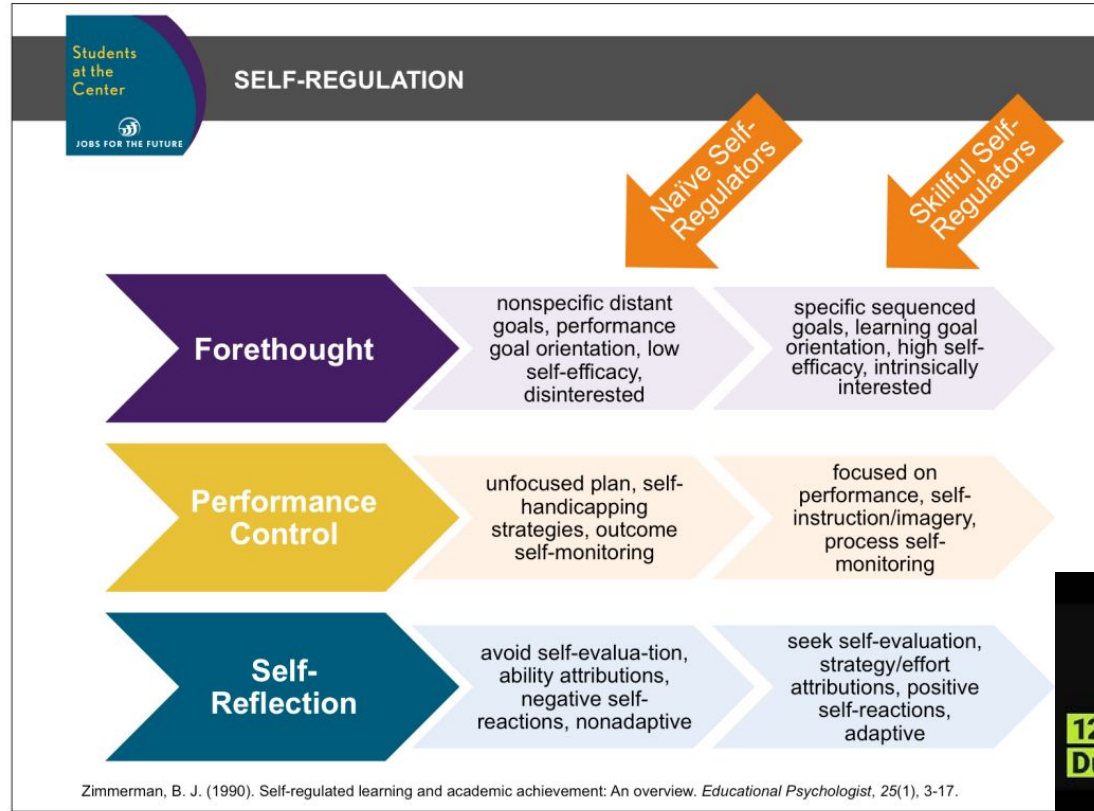 Students
at the
Center
JOBS FOR THE FUTURE
SELF-REGULATION
Naïve Self-
Regulators
Skillful Self-
Regulators
Forethought
nonspecific distant
goals, performance
goal orientation, low
self-efficacy,
disinterested
specific sequenced
goals, learning goal
orientation, high self-
efficacy, intrinsically
interested
Performance
Control
unfocused plan, self-
handicapping
strategies, outcome
self-monitoring
focused on
performance, self-
instruction/imagery,
process self-
monitoring
Self-
Reflection
avoid self-evalua-tion,
ability attributions,
negative self-
reactions, nonadaptive
seek self-evaluation,
strategy/effort
attributions, positive
self-reactions,
adaptive
12
Zimmerman, B. J. (1990). Self-regulated learning and academic achievement: An overview. Educational Psychologist, 25(1), 3-17.